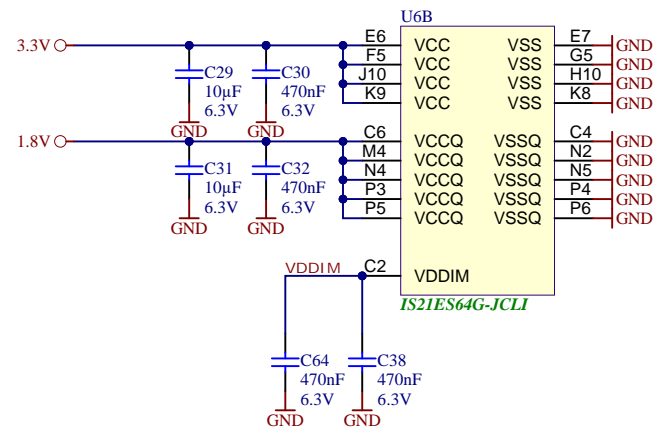 U6B
3.3V
E6 VCC VSS E7 GND
F5 VCC VSS G5 GND
J10 VCC VSS H10 GND
K9 VCC VSS K8 GND
C29 C30
10µF 470nF
6.3V 6.3V
GND GND
1.8V
C6 VCCQ VSSQ C4 GND
M4 VCCQ VSSQ N2 GND
N4 VCCQ VSSQ N5 GND
P3 VCCQ VSSQ P4 GND
P5 VCCQ VSSQ P6 GND
C31 C32
10µF 470nF
6.3V 6.3V
GND GND
VDDIM C2 VDDIM
IS21ES64G-JCLI
C64 C38
470nF 470nF
6.3V 6.3V
GND GND